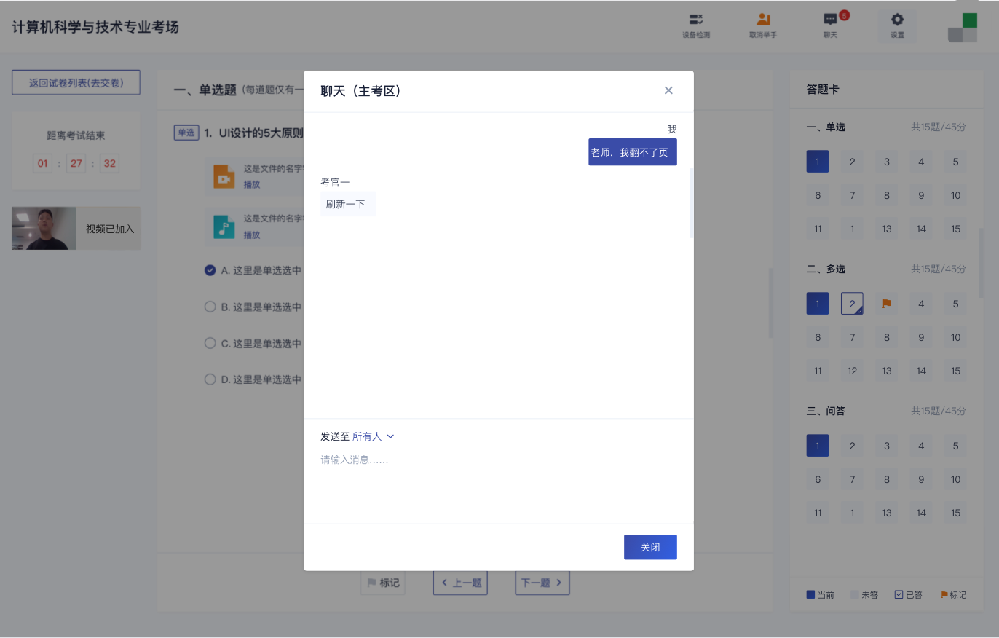 计算机科学与技术专业考场
设备检测
取消举手
聊天
5
设置
返回试卷列表(去交卷)
距离考试结束
01 : 27 : 32
视频已加入
一、单选题（每道题仅有一
单选 1. UI设计的5大原则
这是文件的名字
播放
这是文件的名字
播放
A. 这里是单选选中
B. 这里是单选选中
C. 这里是单选选中
D. 这里是单选选中
标记
上一题
下一题
聊天（主考区）
我
老师，我翻不了页
考官一
刷新一下
发送至 所有人
请输入消息……
关闭
答题卡
一、单选 共15题/45分
1 2 3 4 5
6 7 8 9 10
11 1 13 14 15
二、多选 共15题/45分
1 2 4 5
6 7 8 9 10
11 12 13 14 15
三、问答 共15题/45分
1 2 3 4 5
6 7 8 9 10
11 1 13 14 15
当前 未答 已答 标记